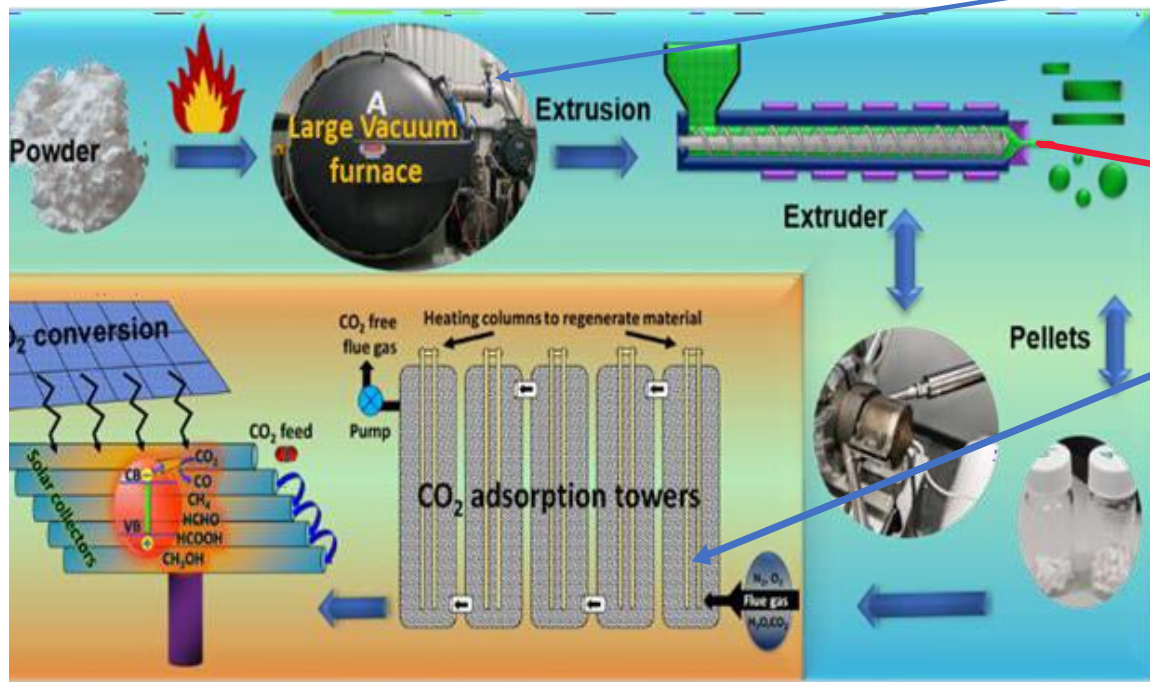 Powder
A
Large Vacuum
furnace
Extrusion
Extruder
Pellets
O₂ conversion
CO₂ free
flue gas
Pump
Heating columns to regenerate material
CO₂ adsorption towers
CO₂ feed
Solar collectors
CB
VB
CO₂
CO
CH₄
HCHO
HCOOH
CH₃OH
N₂, O₂
Flue gas
H₂O,CO₂